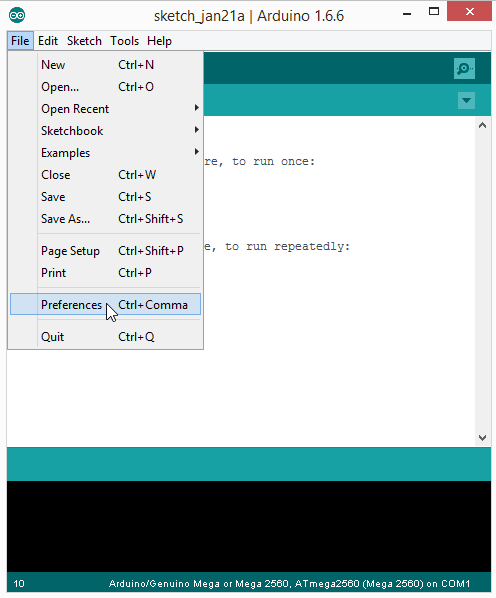 sketch_jan21a | Arduino 1.6.6
File Edit Sketch Tools Help
New Ctrl+N
Open... Ctrl+O
Open Recent
Sketchbook
Examples
re, to run once:
Close Ctrl+W
Save Ctrl+S
Save As... Ctrl+Shift+S
Page Setup Ctrl+Shift+P
e, to run repeatedly:
Print Ctrl+P
Preferences Ctrl+Comma
Quit Ctrl+Q
10 Arduino/Genuino Mega or Mega 2560, ATmega2560 (Mega 2560) on COM1